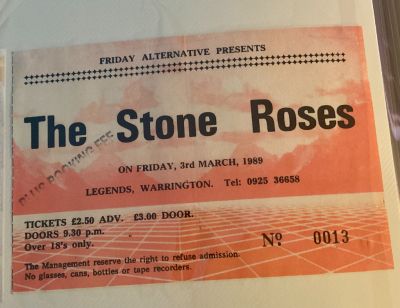 FRIDAY ALTERNATIVE PRESENTS
The Stone Roses
PLUS BOOKING FEE
ON FRIDAY, 3rd MARCH, 1989
LEGENDS, WARRINGTON. Tel: 0925 36658
TICKETS £2.50 ADV. £3.00 DOOR.
DOORS 9.30 p.m.
Over 18's only.
Nº 0013
The Management reserve the right to refuse admission.
No glasses, cans, bottles or tape recorders.